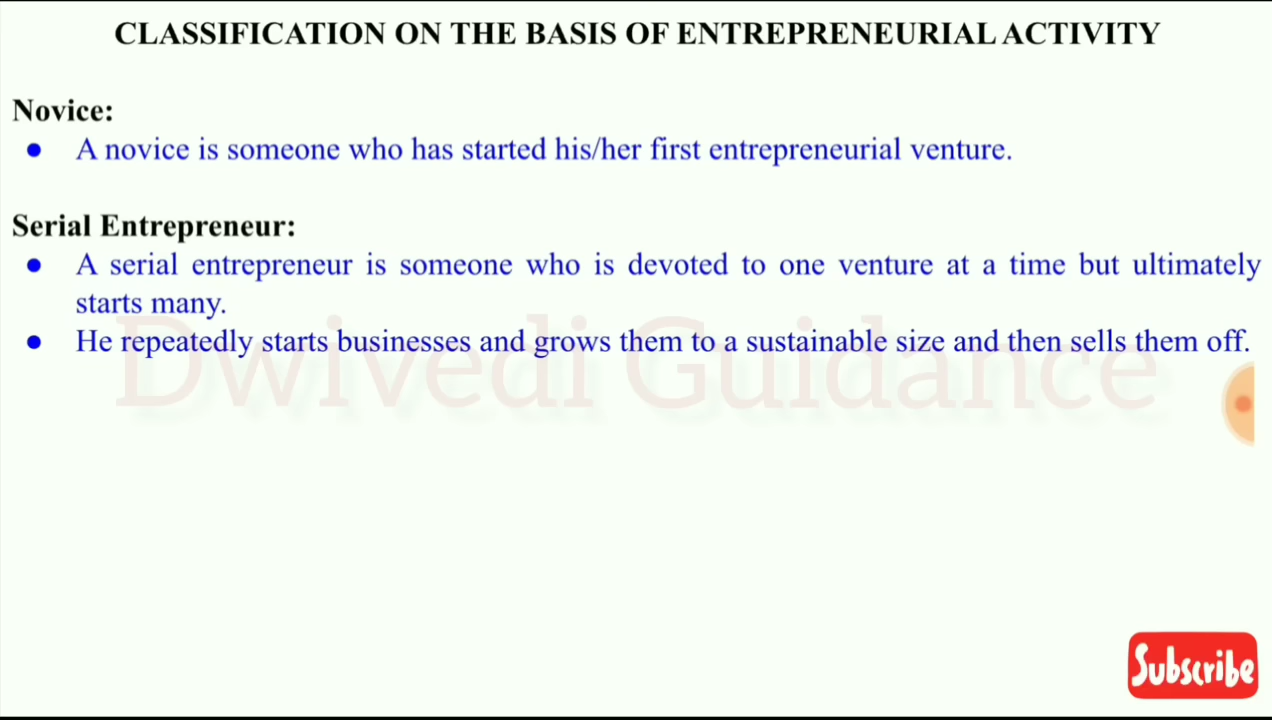 CLASSIFICATION ON THE BASIS OF ENTREPRENEURIAL ACTIVITY
Novice:
● A novice is someone who has started his/her first entrepreneurial venture.
Serial Entrepreneur:
● A serial entrepreneur is someone who is devoted to one venture at a time but ultimately
starts many.
● He repeatedly starts businesses and grows them to a sustainable size and then sells them off.
Dwivedi Guidance
Subscribe